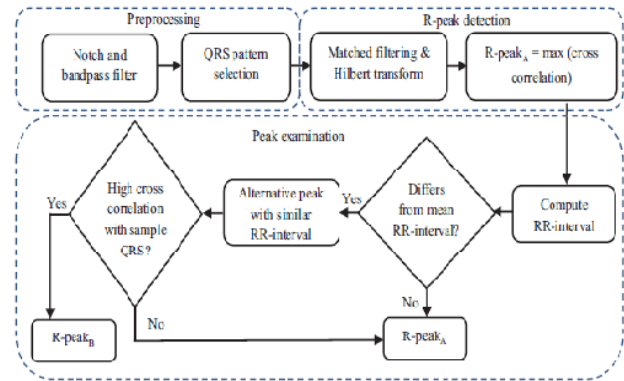 Preprocessing
R-peak detection
Notch and
bandpass filter
QRS pattern
selection
Matched filtering &
Hilbert transform
R-peakA = max (cross
correlation)
Peak examination
High cross
correlation
with sample
QRS?
Yes
Alternative peak
with similar
RR-interval
Yes
Differs
from mean
RR-interval?
Compute
RR-interval
No
No
R-peakB
R-peakA